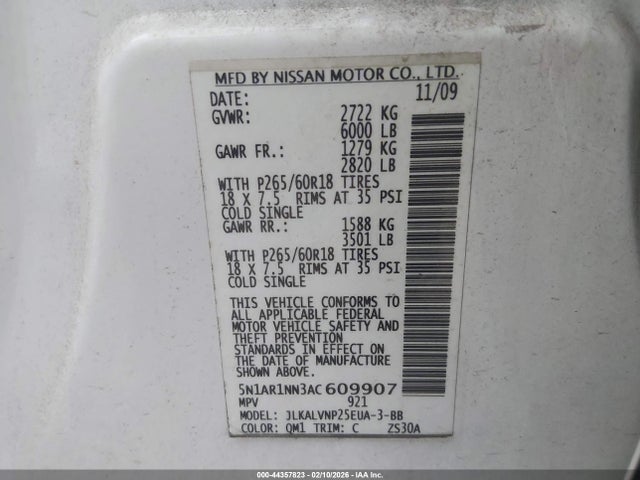 MFD BY NISSAN MOTOR CO., LTD.
DATE: 11/09
GVWR: 2722 KG
6000 LB
GAWR FR.: 1279 KG
2820 LB
WITH P265/60R18 TIRES
18 X 7.5 RIMS AT 35 PSI
COLD SINGLE
GAWR RR.: 1588 KG
3501 LB
WITH P265/60R18 TIRES
18 X 7.5 RIMS AT 35 PSI
COLD SINGLE
THIS VEHICLE CONFORMS TO
ALL APPLICABLE FEDERAL
MOTOR VEHICLE SAFETY AND
THEFT PREVENTION
STANDARDS IN EFFECT ON
THE DATE OF MANUFACTURE
SHOWN ABOVE.
5N1AR1NN3AC609907
MPV 921
MODEL: JLKALVNP25EUA-3-BB
COLOR: QM1 TRIM: C ZS30A
000-44357823 - 02/10/2026 - IAAI.COM